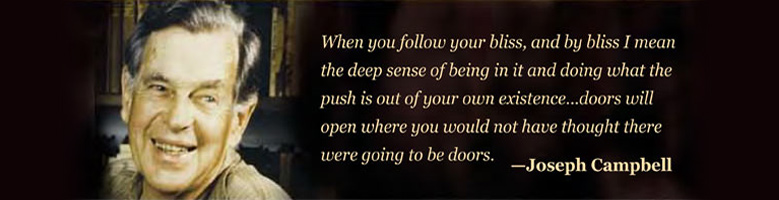 When you follow your bliss, and by bliss I mean
the deep sense of being in it and doing what the
push is out of your own existence...doors will
open where you would not have thought there
were going to be doors.
—Joseph Campbell